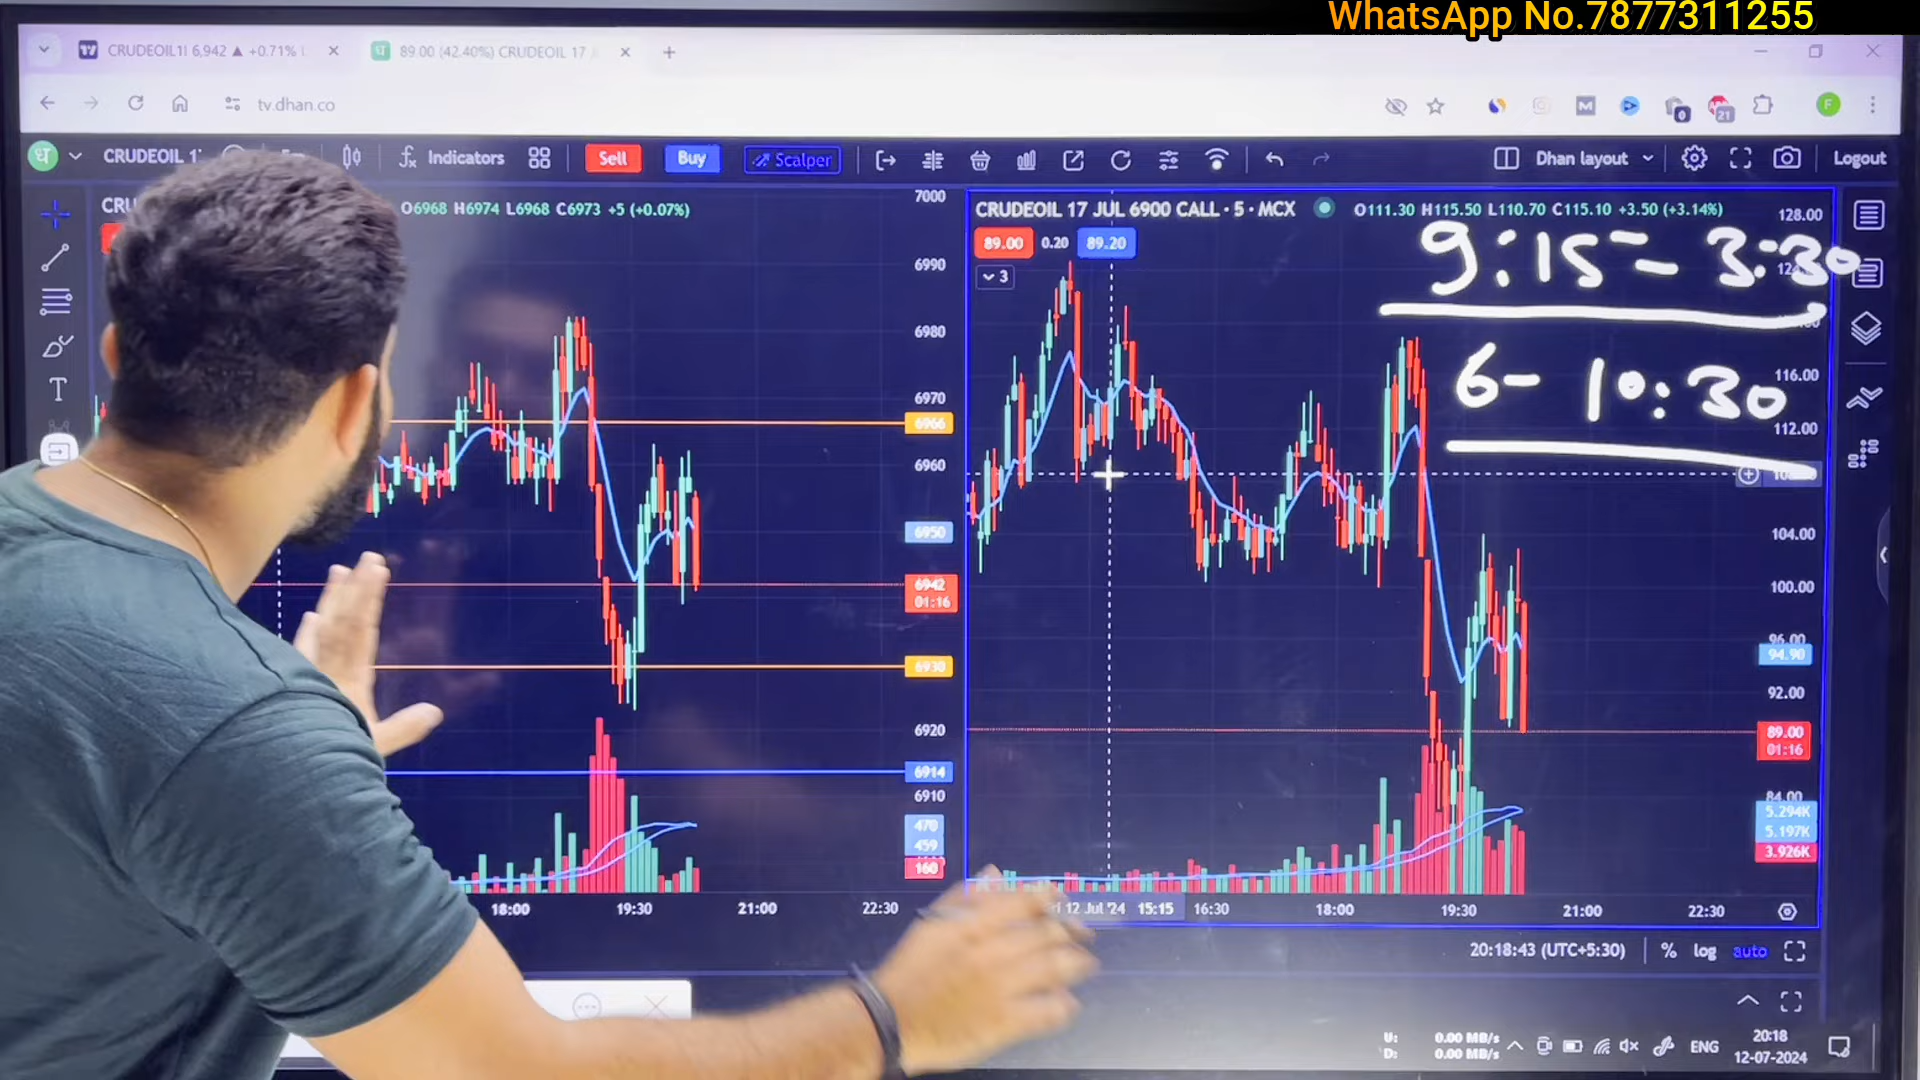 WhatsApp No.7877311255
CRUDEOIL1! 6,942 ▲ +0.71%
89.00 (42.40%) CRUDEOIL 17
tv.dhan.co
F
CRUDEOIL 17
Indicators
Sell
Buy
Scalper
Dhan layout
Logout
CRU
O6968 H6974 L6968 C6973 +5 (+0.07%)
7000
6990
6980
6970
6966
6960
6950
6942
01:16
6930
6920
6914
6910
470
459
160
18:00
19:30
21:00
22:30
CRUDEOIL 17 JUL 6900 CALL · 5 · MCX
O111.30 H115.50 L110.70 C115.10 +3.50 (+3.14%)
89.00
0.20
89.20
3
9:15 - 3:30
6 - 10:30
128.00
116.00
112.00
104.00
100.00
96.00
94.90
92.00
89.00
01:16
84.00
5.294K
5.197K
3.926K
12 Jul '24
15:15
16:30
18:00
19:30
21:00
22:30
20:18:43 (UTC+5:30)
%
log
auto
U: 0.00 MB/s
D: 0.00 MB/s
ENG
20:18
12-07-2024